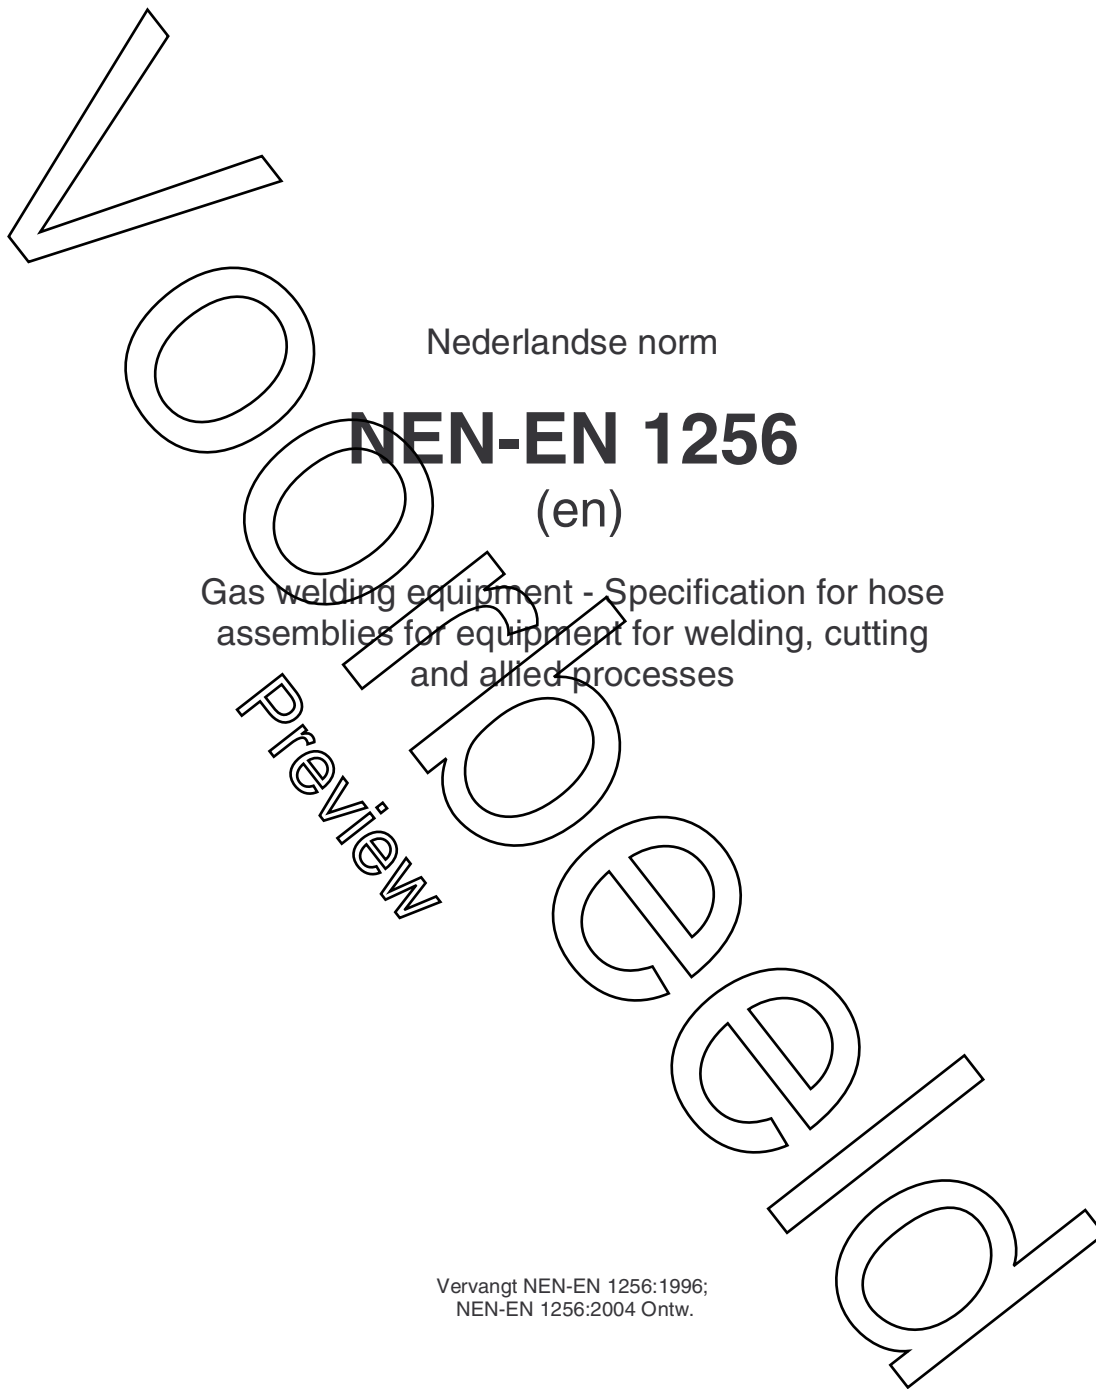 Nederlandse norm
NEN-EN 1256
(en)
Gas welding equipment - Specification for hose
assemblies for equipment for welding, cutting
and allied processes
Voorbeeld
Preview
Vervangt NEN-EN 1256:1996;
NEN-EN 1256:2004 Ontw.